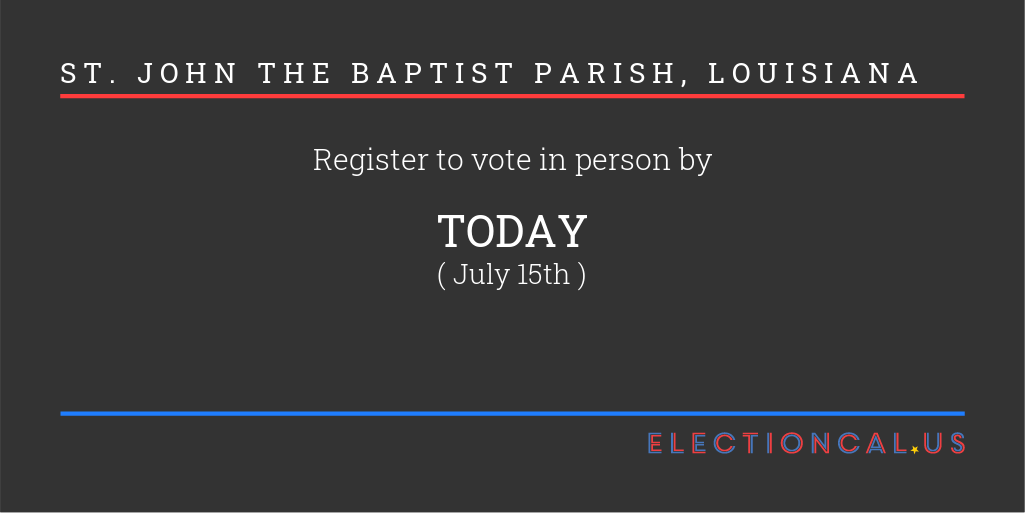 ST. JOHN THE BAPTIST PARISH, LOUISIANA
Register to vote in person by
TODAY
( July 15th )
ELECTIONCAL.US